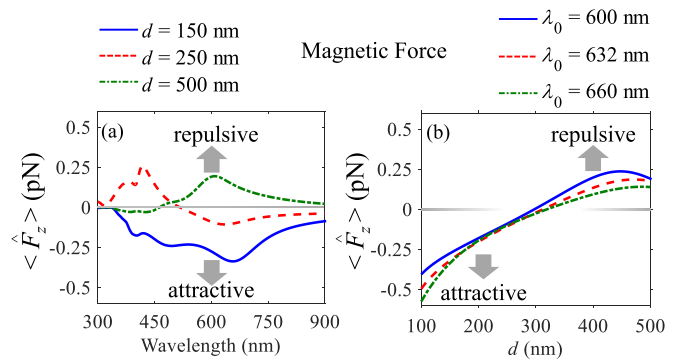 d = 150 nm
d = 250 nm
d = 500 nm
Magnetic Force
λ0 = 600 nm
λ0 = 632 nm
λ0 = 660 nm
(a)
repulsive
attractive
0.5
0.25
0
-0.25
-0.5
< F̂z > (pN)
300 450 600 750 900
Wavelength (nm)
(b)
repulsive
attractive
0.5
0.25
0
-0.25
-0.5
< F̂z > (pN)
100 200 300 400 500
d (nm)